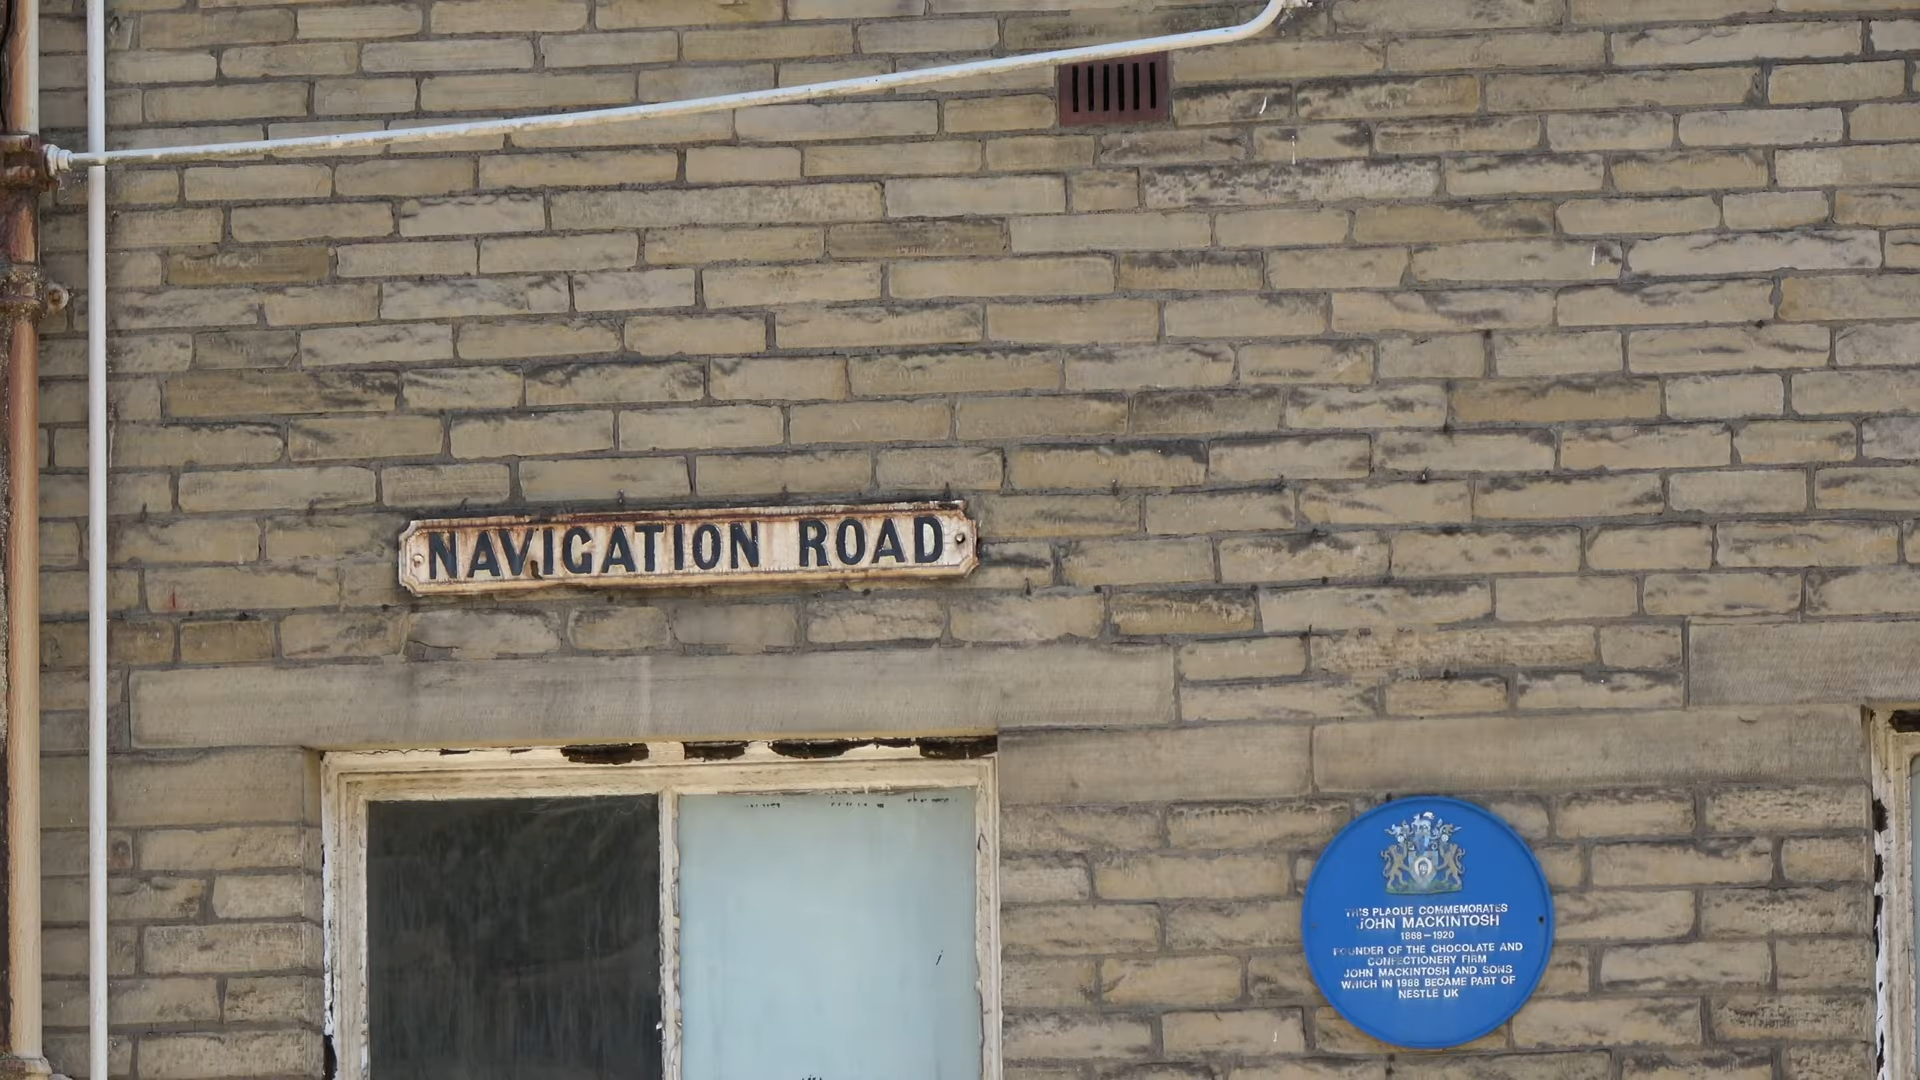 NAVIGATION ROAD
THIS PLAQUE COMMEMORATES
JOHN MACKINTOSH
1868-1920
FOUNDER OF THE CHOCOLATE AND
CONFECTIONERY FIRM
JOHN MACKINTOSH AND SONS
WHICH IN 1988 BECAME PART OF
NESTLE UK